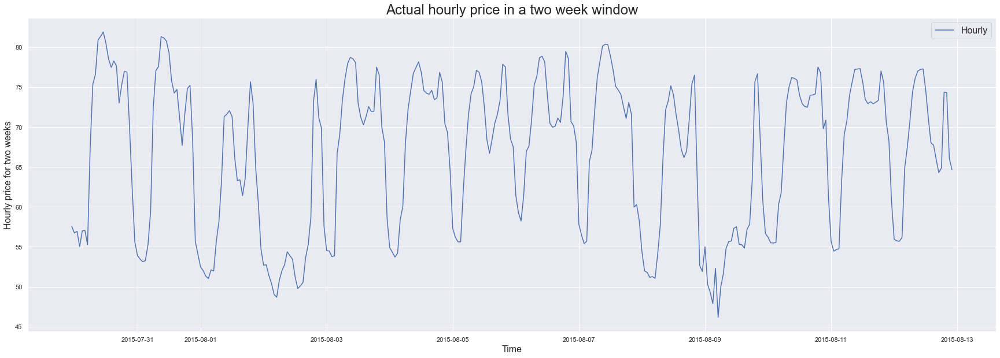 Actual hourly price in a two week window
Hourly
Hourly price for two weeks
80
75
70
65
60
55
50
45
2015-07-31 2015-08-01 2015-08-03 2015-08-05 2015-08-07 2015-08-09 2015-08-11 2015-08-13
Time